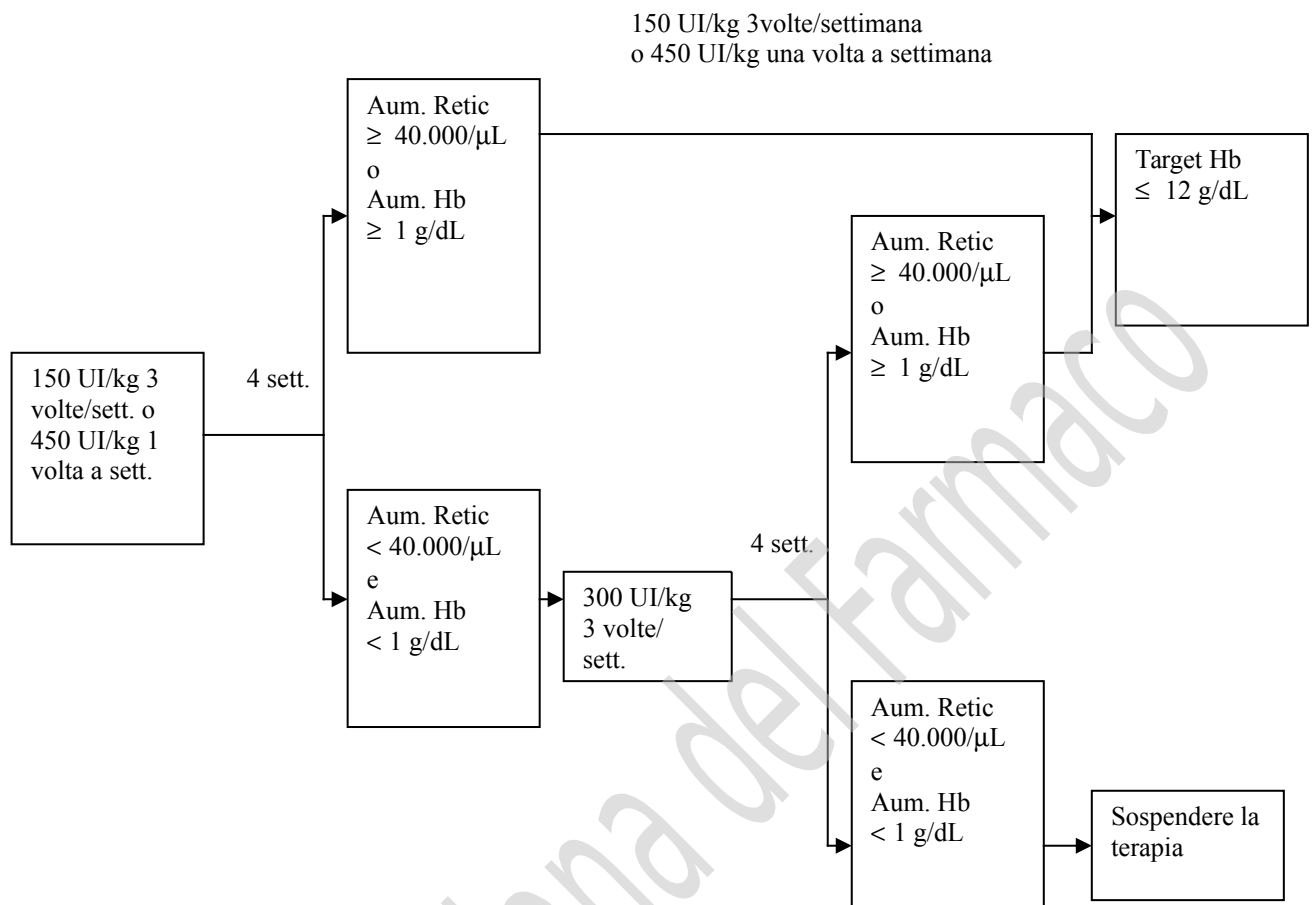 150 UI/kg 3volte/settimana
o 450 UI/kg una volta a settimana
Aum. Retic
≥ 40.000/μL
o
Aum. Hb
≥ 1 g/dL
Target Hb
≤ 12 g/dL
Aum. Retic
≥ 40.000/μL
o
Aum. Hb
≥ 1 g/dL
150 UI/kg 3
volte/sett. o
450 UI/kg 1
volta a sett.
4 sett.
Aum. Retic
< 40.000/μL
e
Aum. Hb
< 1 g/dL
300 UI/kg
3 volte/
sett.
4 sett.
Aum. Retic
< 40.000/μL
e
Aum. Hb
< 1 g/dL
Sospendere la
terapia
del Farmaco